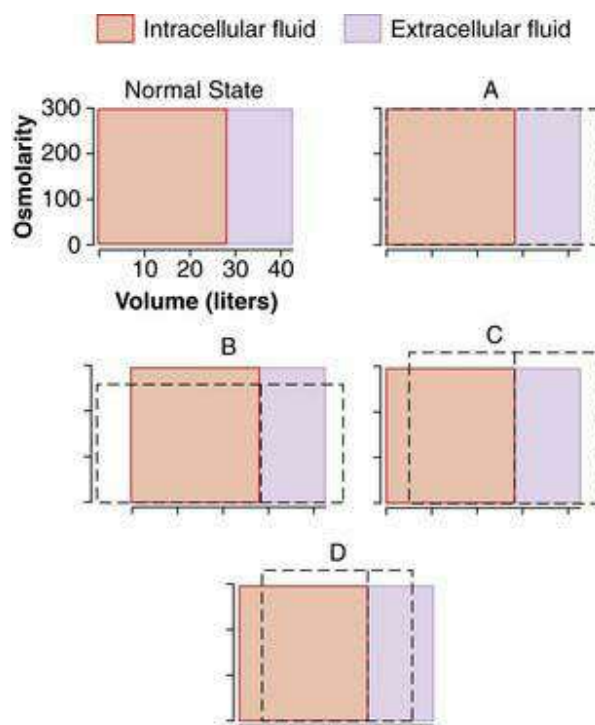 Intracellular fluid Extracellular fluid
Normal State A
300
200
100
0
Osmolarity
10 20 30 40
Volume (liters)
B C
D